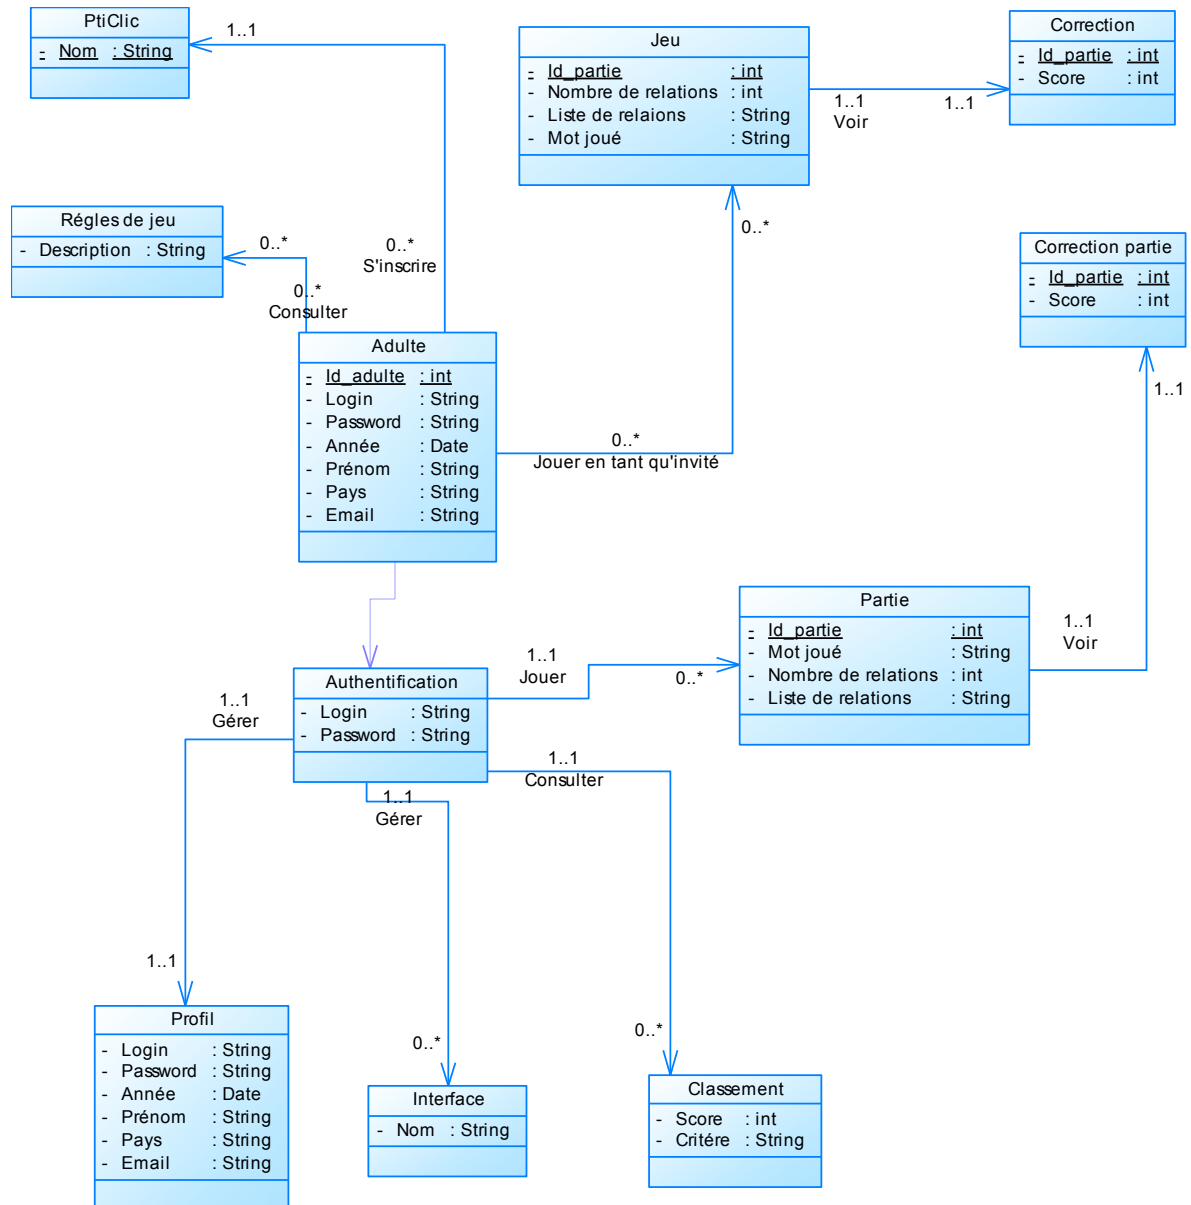 PtiClic
- Nom : String
1..1
0..*
S'inscrire
Régles de jeu
- Description : String
0..*
0..*
Consulter
Adulte
- Id_adulte : int
- Login : String
- Password : String
- Année : Date
- Prénom : String
- Pays : String
- Email : String
0..*
Jouer en tant qu'invité
0..*
Jeu
- Id_partie : int
- Nombre de relations : int
- Liste de relaions : String
- Mot joué : String
1..1
Voir
1..1
Correction
- Id_partie : int
- Score : int
Correction partie
- Id_partie : int
- Score : int
1..1
Partie
- Id_partie : int
- Mot joué : String
- Nombre de relations : int
- Liste de relations : String
1..1
Voir
Authentification
- Login : String
- Password : String
1..1
Jouer
0..*
1..1
Gérer
1..1
1..1
Gérer
0..*
1..1
Consulter
0..*
Profil
- Login : String
- Password : String
- Année : Date
- Prénom : String
- Pays : String
- Email : String
Interface
- Nom : String
Classement
- Score : int
- Critére : String